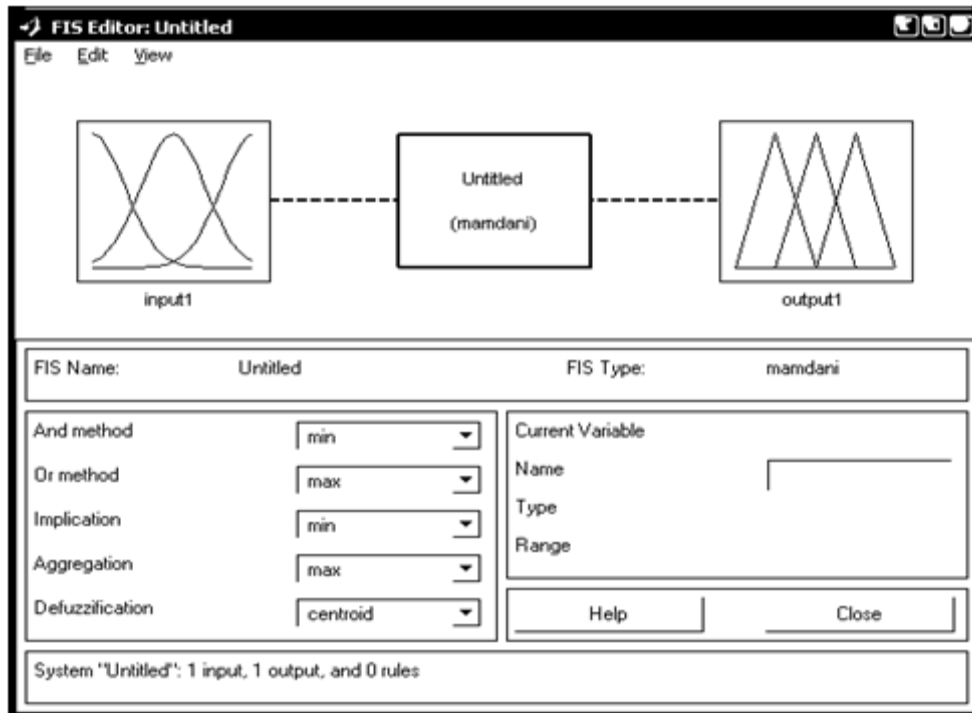 FIS Editor: Untitled
File Edit View
Untitled
(mamdani)
input1
output1
FIS Name: Untitled FIS Type: mamdani
And method min
Or method max
Implication min
Aggregation max
Defuzzification centroid
Current Variable
Name
Type
Range
Help Close
System "Untitled": 1 input, 1 output, and 0 rules